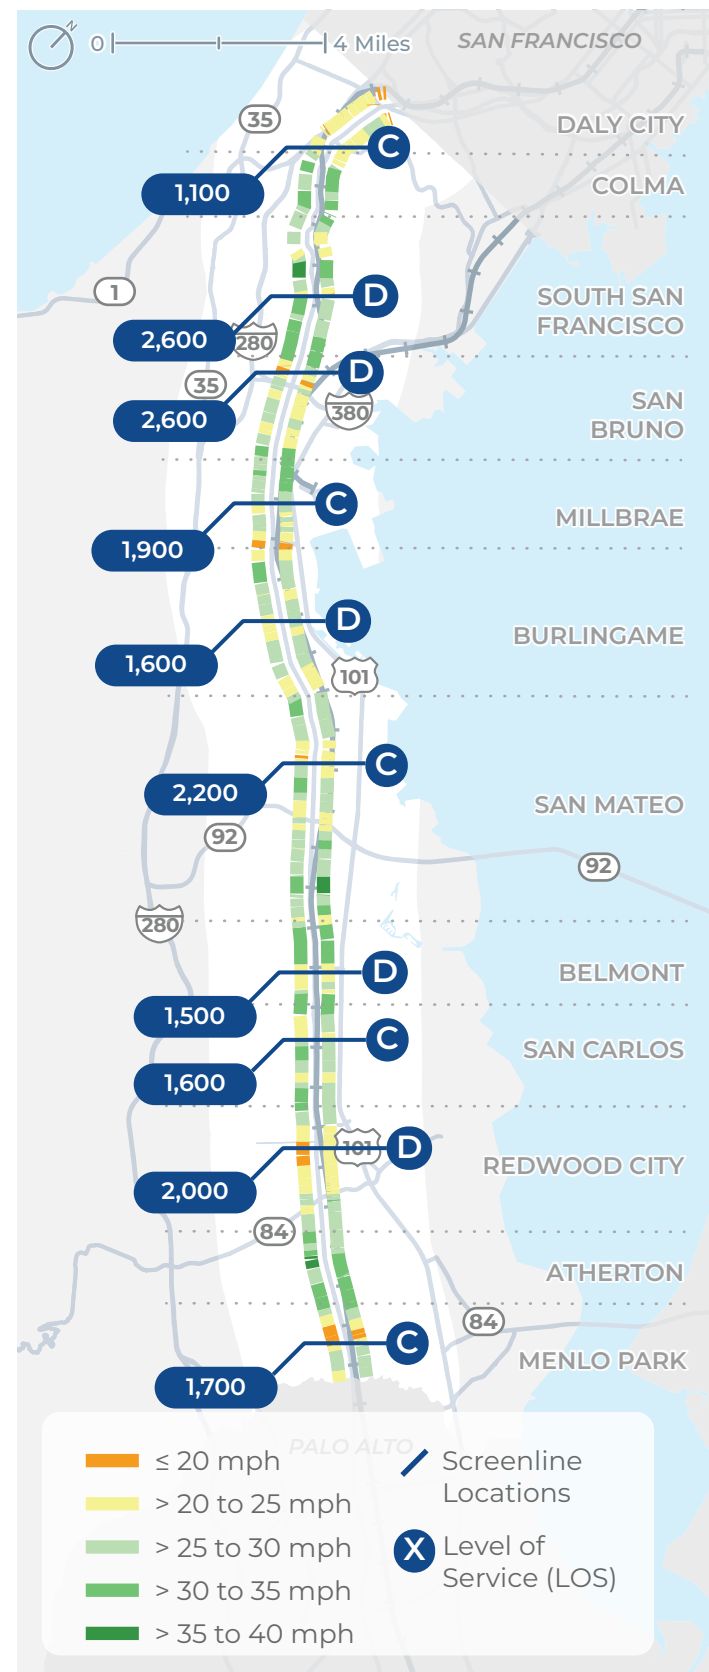 N
0
4 Miles
SAN FRANCISCO
35
DALY CITY
C
COLMA
1,100
1
D
SOUTH SAN
FRANCISCO
2,600
280
D
35
2,600
380
SAN
BRUNO
C
MILLBRAE
1,900
D
BURLINGAME
1,600
101
C
2,200
SAN MATEO
92
92
280
D
BELMONT
1,500
C
SAN CARLOS
1,600
101
D
REDWOOD CITY
2,000
84
ATHERTON
84
C
MENLO PARK
1,700
PALO ALTO
≤ 20 mph
> 20 to 25 mph
> 25 to 30 mph
> 30 to 35 mph
> 35 to 40 mph
Screenline
Locations
X
Level of
Service (LOS)